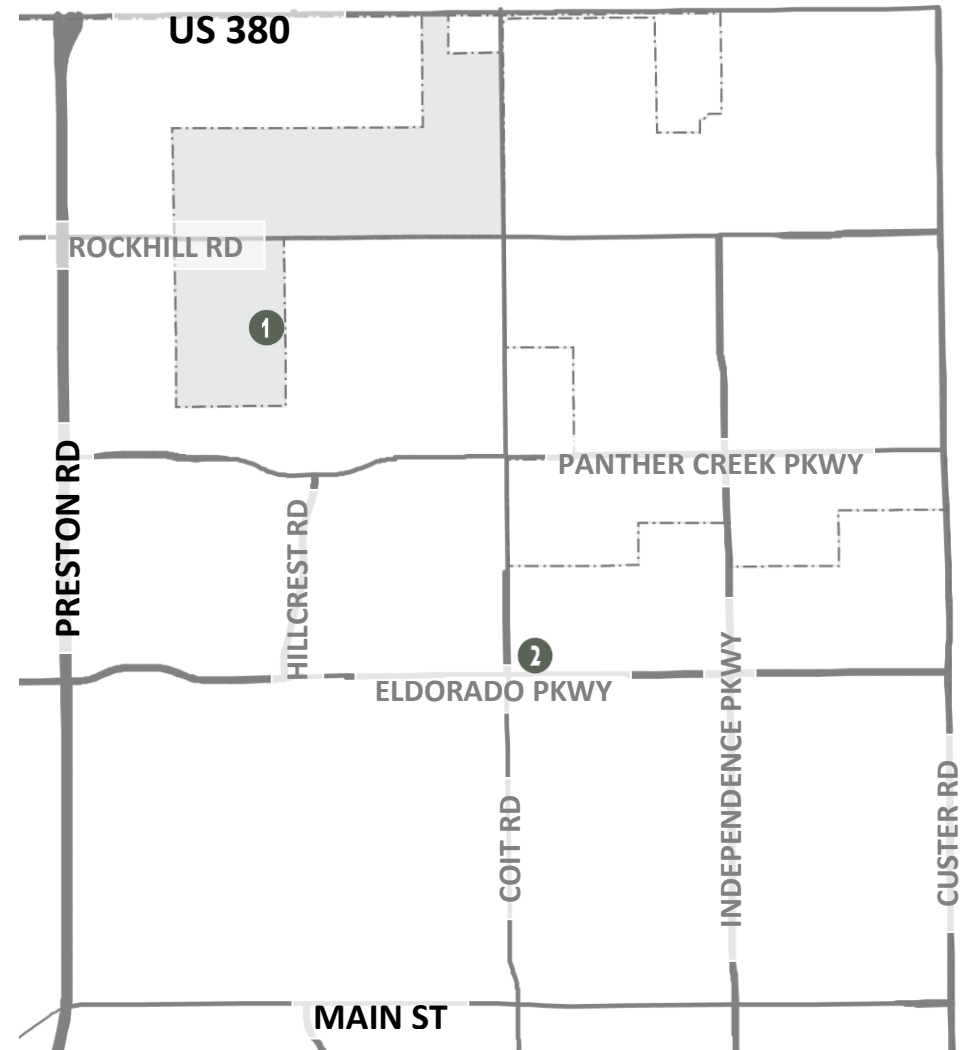 US 380
ROCKHILL RD
1
PRESTON RD
PANTHER CREEK PKWY
HILLCREST RD
2
ELDORADO PKWY
INDEPENDENCE PKWY
COIT RD
CUSTER RD
MAIN ST